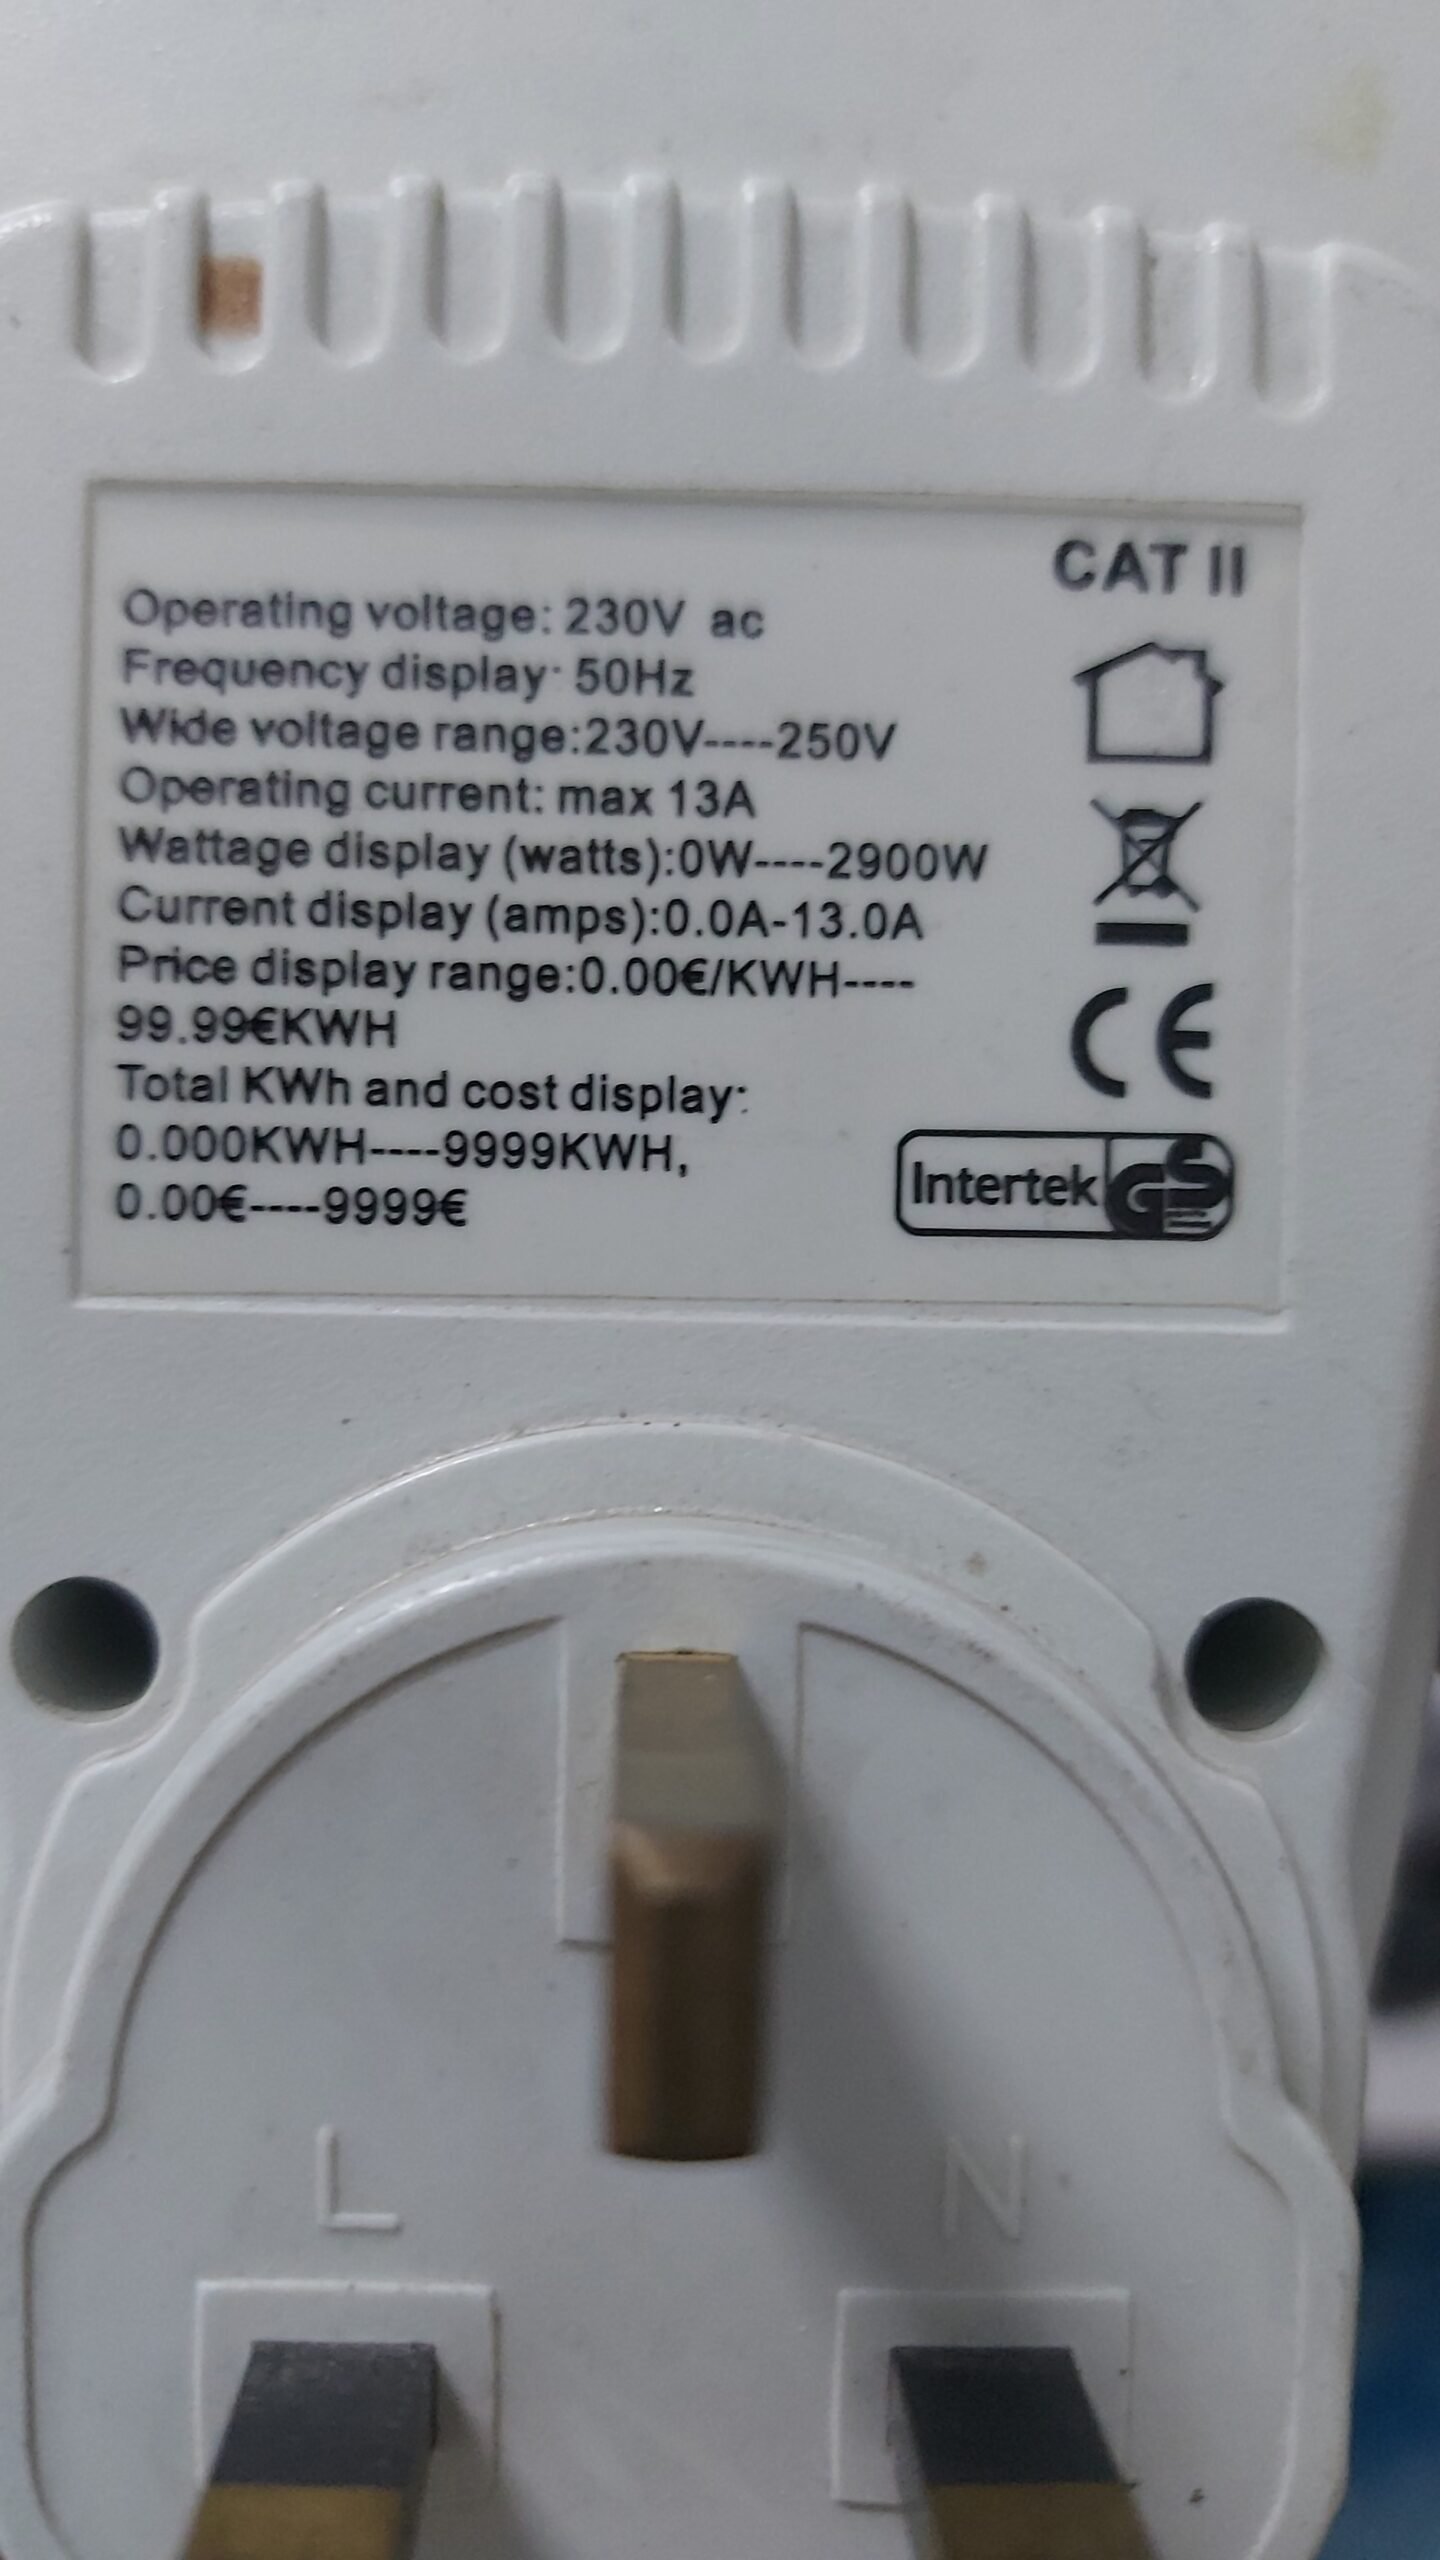 CAT II
Operating voltage: 230V ac
Frequency display: 50Hz
Wide voltage range:230V----250V
Operating current: max 13A
Wattage display (watts):0W----2900W
Current display (amps):0.0A-13.0A
Price display range:0.00€/KWH----
99.99€KWH
Total KWh and cost display:
0.000KWH----9999KWH,
0.00€----9999€
CE
Intertek GS
L N